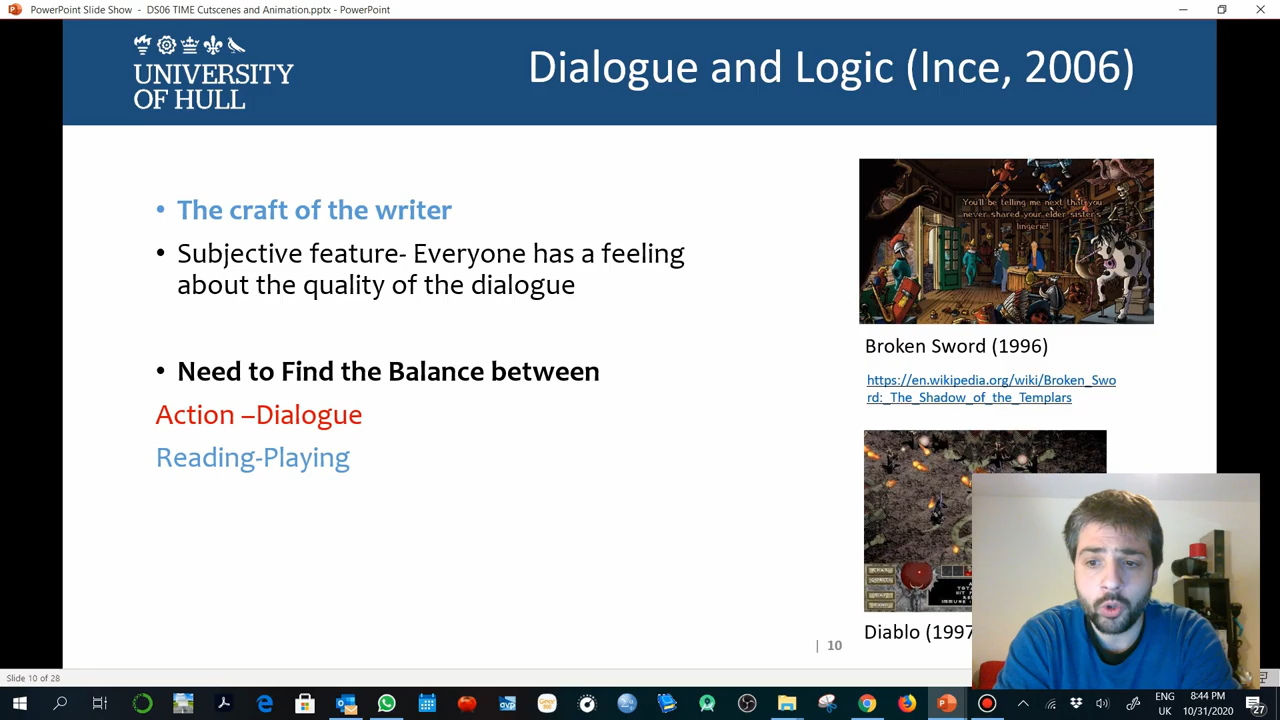 PowerPoint Slide Show - DS06 TIME Cutscenes and Animation.pptx - PowerPoint
UNIVERSITY
OF HULL
Dialogue and Logic (Ince, 2006)
• The craft of the writer
• Subjective feature- Everyone has a feeling
about the quality of the dialogue
• Need to Find the Balance between
Action –Dialogue
Reading-Playing
You'll be telling me next that you
never shared your elder sister's
lingerie!
Broken Sword (1996)
https://en.wikipedia.org/wiki/Broken_Swo
rd:_The_Shadow_of_the_Templars
Diablo (1997
| 10
Slide 10 of 28
ENG
UK
8:44 PM
10/31/2020
27